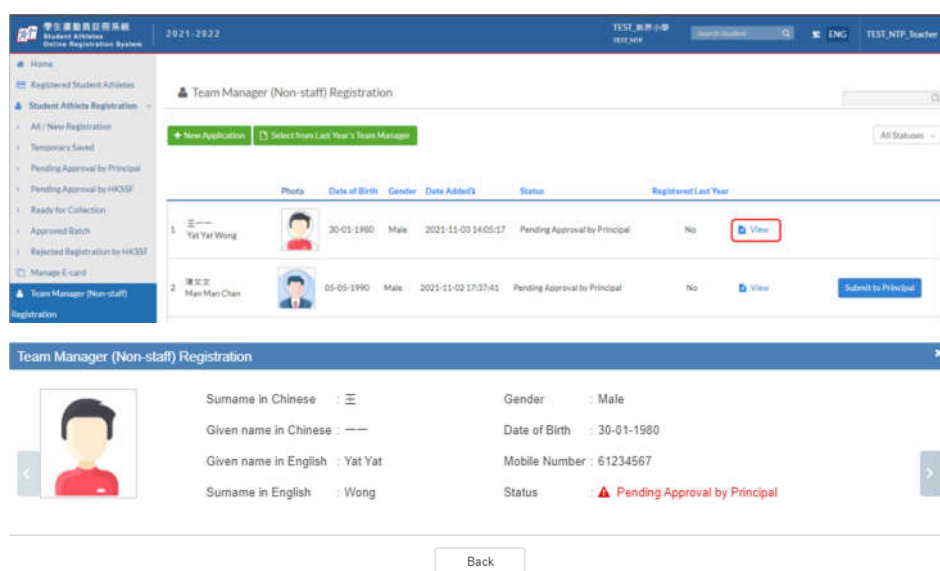 學生運動員註冊系統
Student Athletes
Online Registration System
2021-2022
TEST_新界小學
TEST_NTP
Search Student
繁 ENG
TEST_NTP_Teacher
Home
Registered Student Athletes
Student Athlete Registration
All / New Registration
Temporary Saved
Pending Approval by Principal
Pending Approval by HKSSF
Ready for Collection
Approved Batch
Rejected Registration by HKSSF
Manage E-card
Team Manager (Non-staff)
Registration
Team Manager (Non-staff) Registration
New Application
Select from Last Year's Team Manager
All Statuses
Photo Date of Birth Gender Date Added Status Registered Last Year
1 王一一
Yat Yat Wong
30-01-1980 Male 2021-11-03 14:05:17 Pending Approval by Principal No View
2 陳文文
Man Man Chan
05-05-1990 Male 2021-11-02 17:37:41 Pending Approval by Principal No View Submit to Principal
Team Manager (Non-staff) Registration
Surname in Chinese : 王
Given name in Chinese : 一一
Given name in English : Yat Yat
Surname in English : Wong
Gender : Male
Date of Birth : 30-01-1980
Mobile Number : 61234567
Status : Pending Approval by Principal
Back